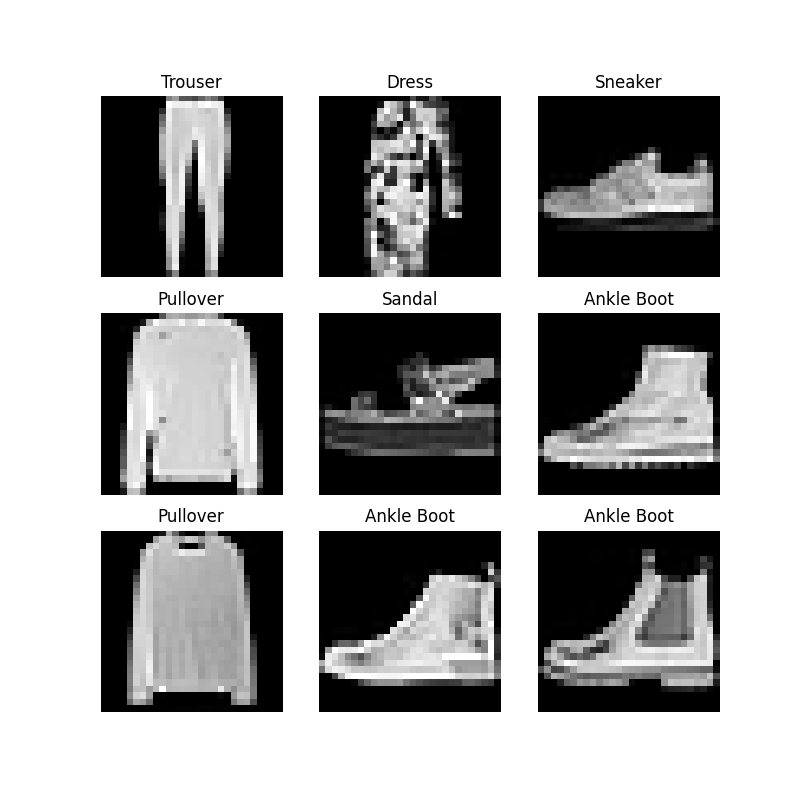 Trouser
Dress
Sneaker
Pullover
Sandal
Ankle Boot
Pullover
Ankle Boot
Ankle Boot